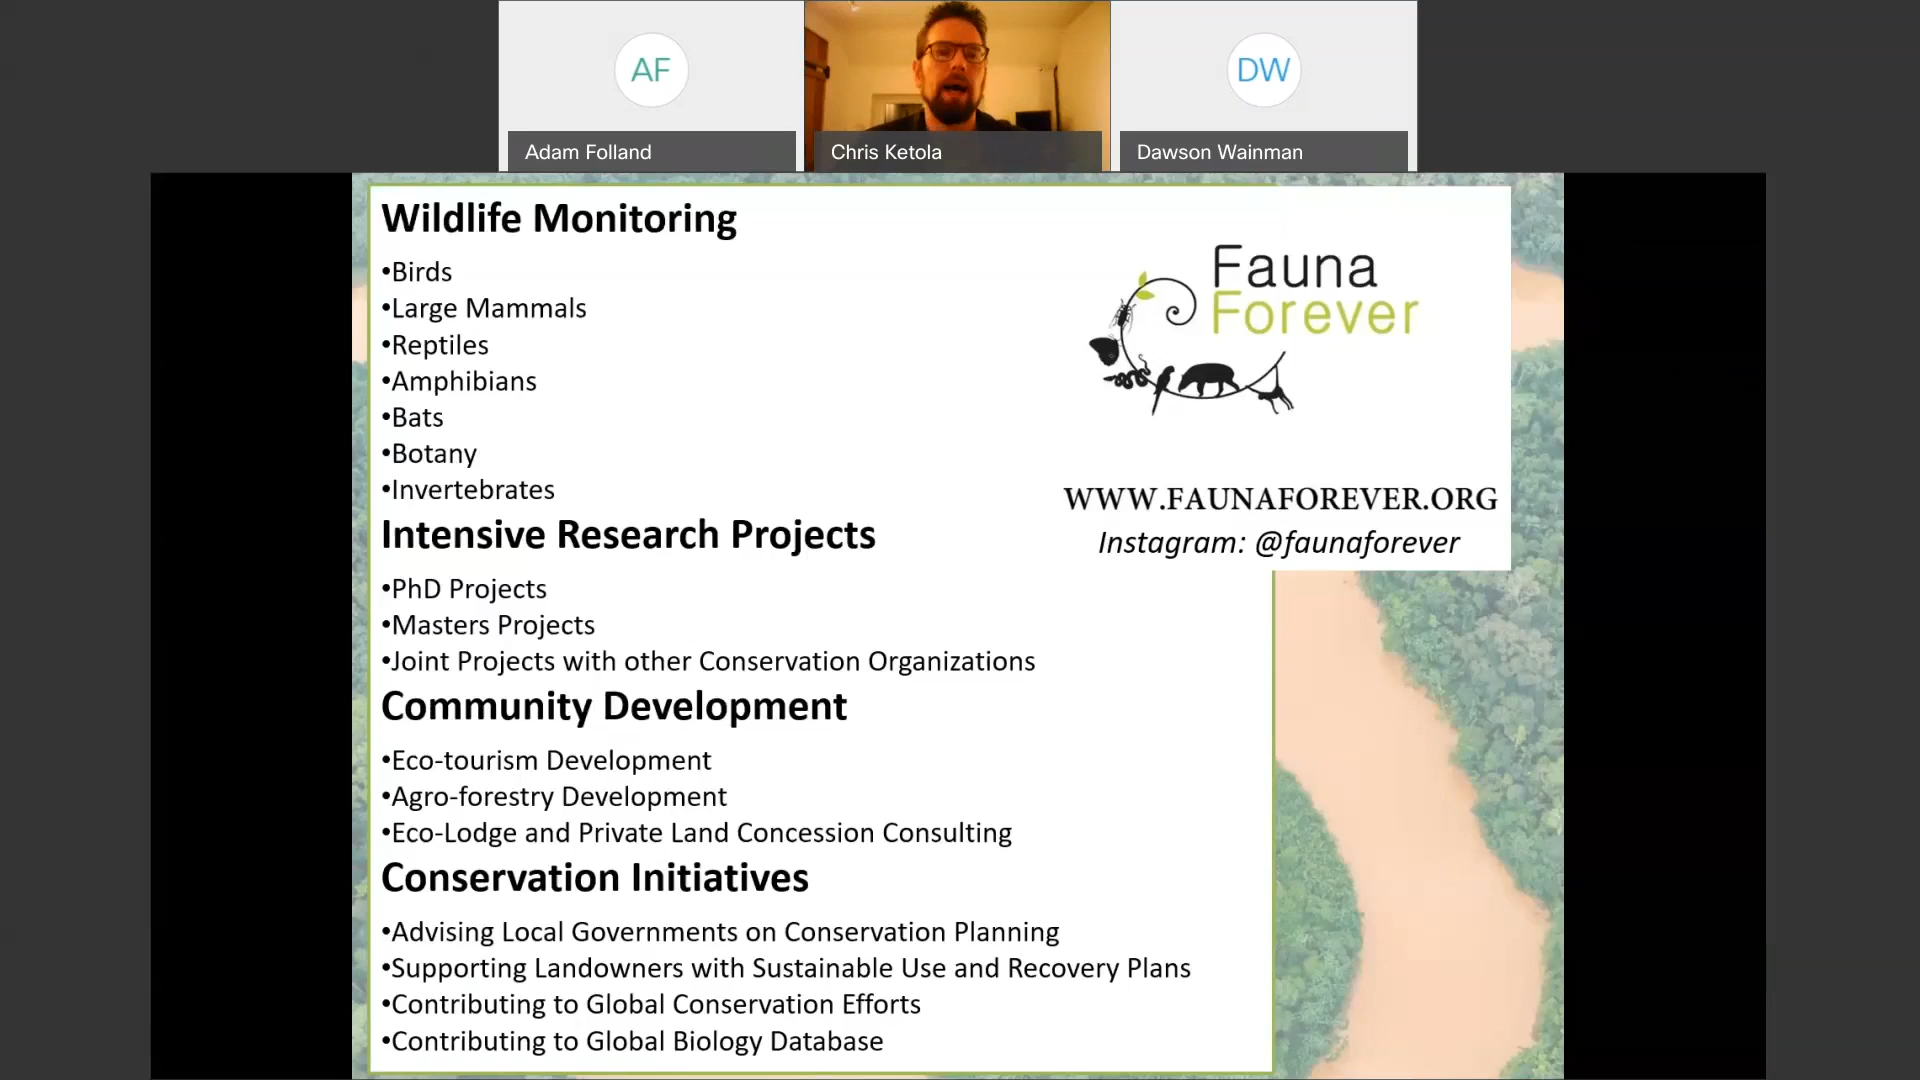 AF
DW
Adam Folland
Chris Ketola
Dawson Wainman
Wildlife Monitoring
•Birds
•Large Mammals
•Reptiles
•Amphibians
•Bats
•Botany
•Invertebrates
Intensive Research Projects
•PhD Projects
•Masters Projects
•Joint Projects with other Conservation Organizations
Community Development
•Eco-tourism Development
•Agro-forestry Development
•Eco-Lodge and Private Land Concession Consulting
Conservation Initiatives
•Advising Local Governments on Conservation Planning
•Supporting Landowners with Sustainable Use and Recovery Plans
•Contributing to Global Conservation Efforts
•Contributing to Global Biology Database
Fauna
Forever
WWW.FAUNAFOREVER.ORG
Instagram: @faunaforever